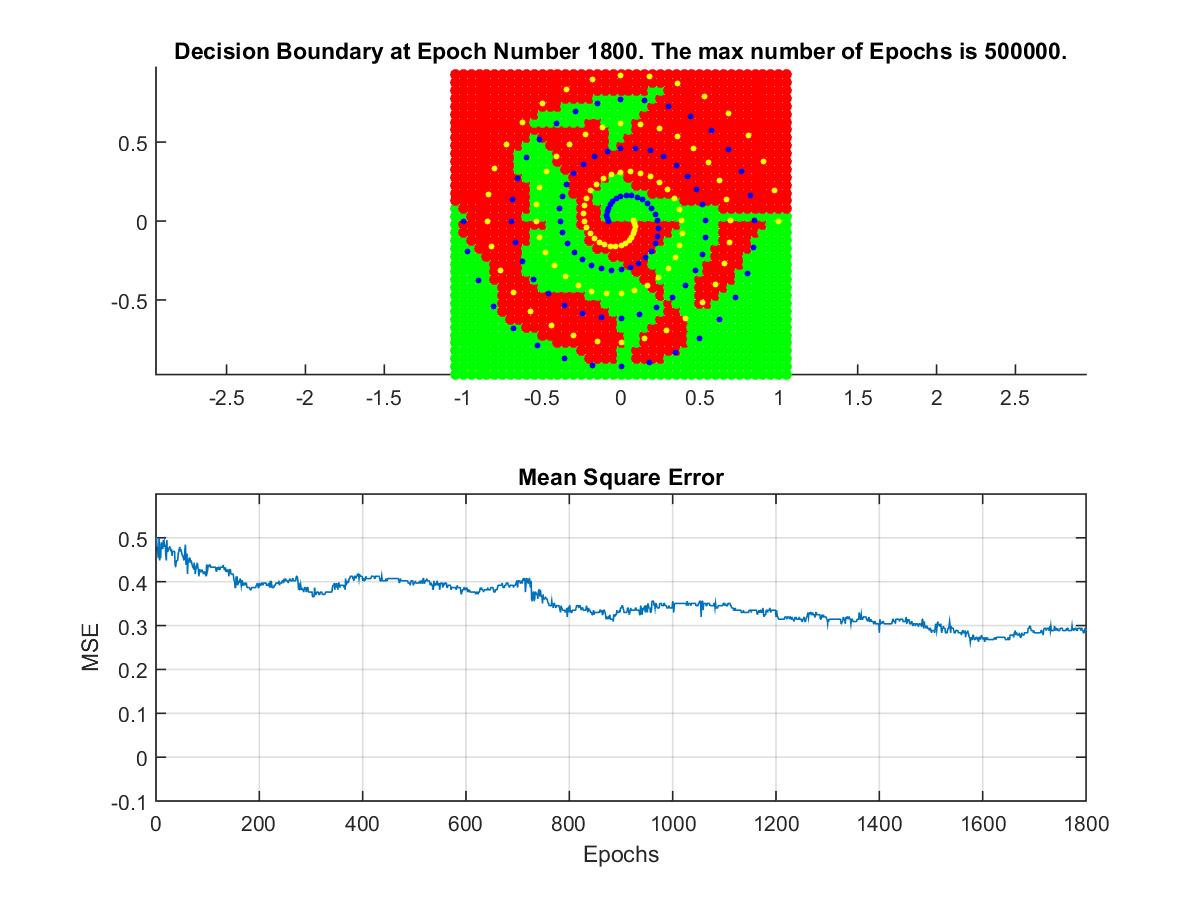 Decision Boundary at Epoch Number 1800. The max number of Epochs is 500000.
0.5
0
-0.5
-2.5 -2 -1.5 -1 -0.5 0 0.5 1 1.5 2 2.5
Mean Square Error
0.5
0.4
0.3
0.2
0.1
0
-0.1
MSE
0 200 400 600 800 1000 1200 1400 1600 1800
Epochs